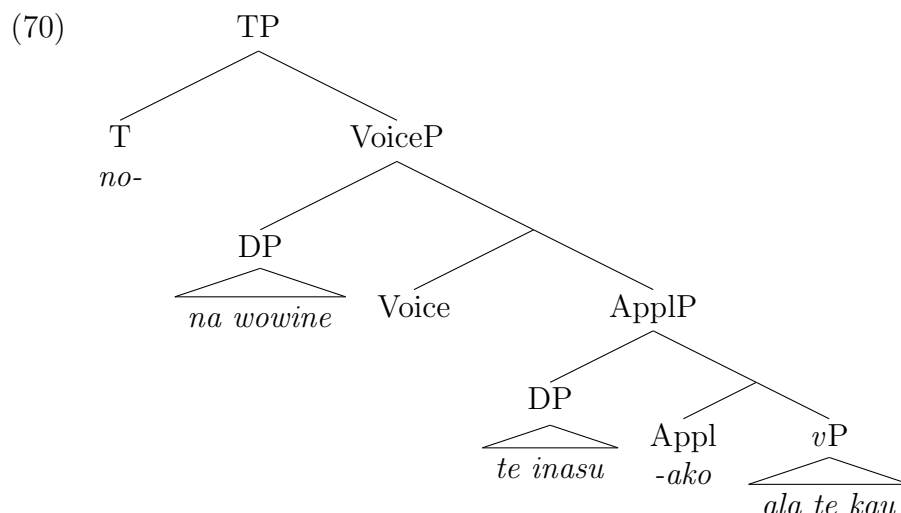 (70) TP
T VoiceP
no-
DP Voice ApplP
na wowine
DP Appl vP
te inasu -ako ala te kau